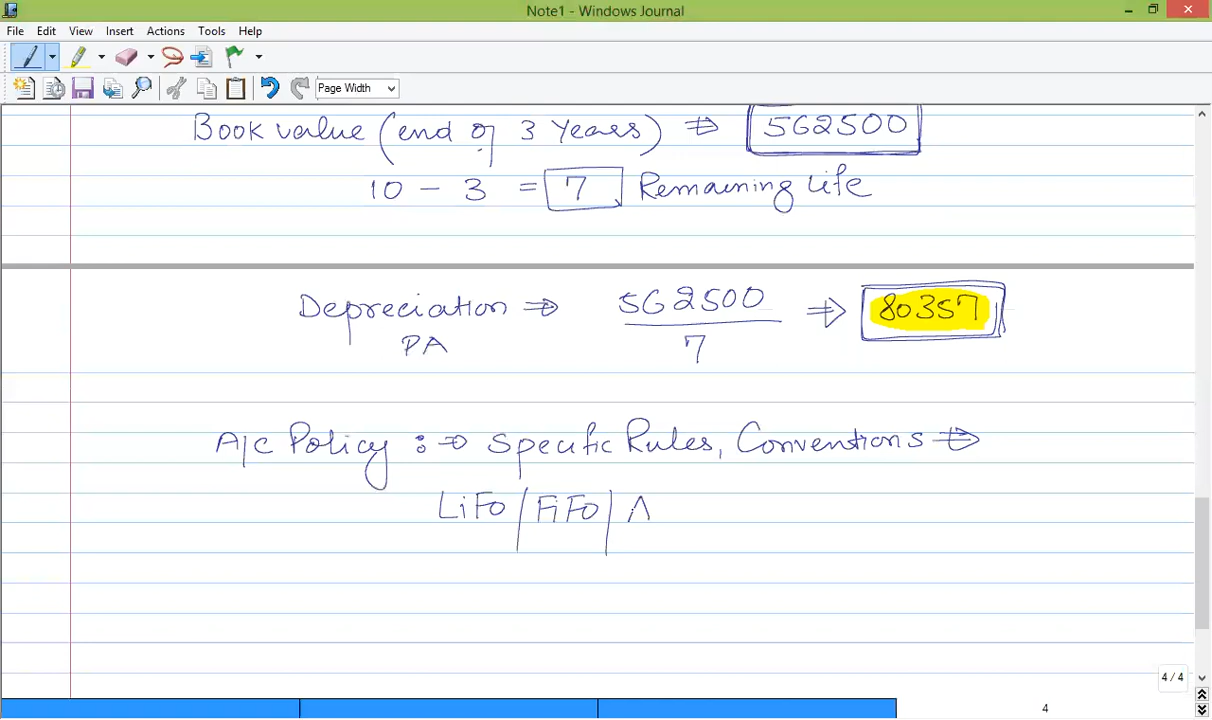 Note1 - Windows Journal
File Edit View Insert Actions Tools Help
Page Width
Book value (end of 3 Years) ⇒ 562500
10 - 3 = 7 Remaining Life
Depreciation ⇒ 562500 ⇒ 80357
PA 7
A/c Policy :⇒ Specific Rules, Conventions ⇒
LiFo | FiFo | A
4 / 4
4